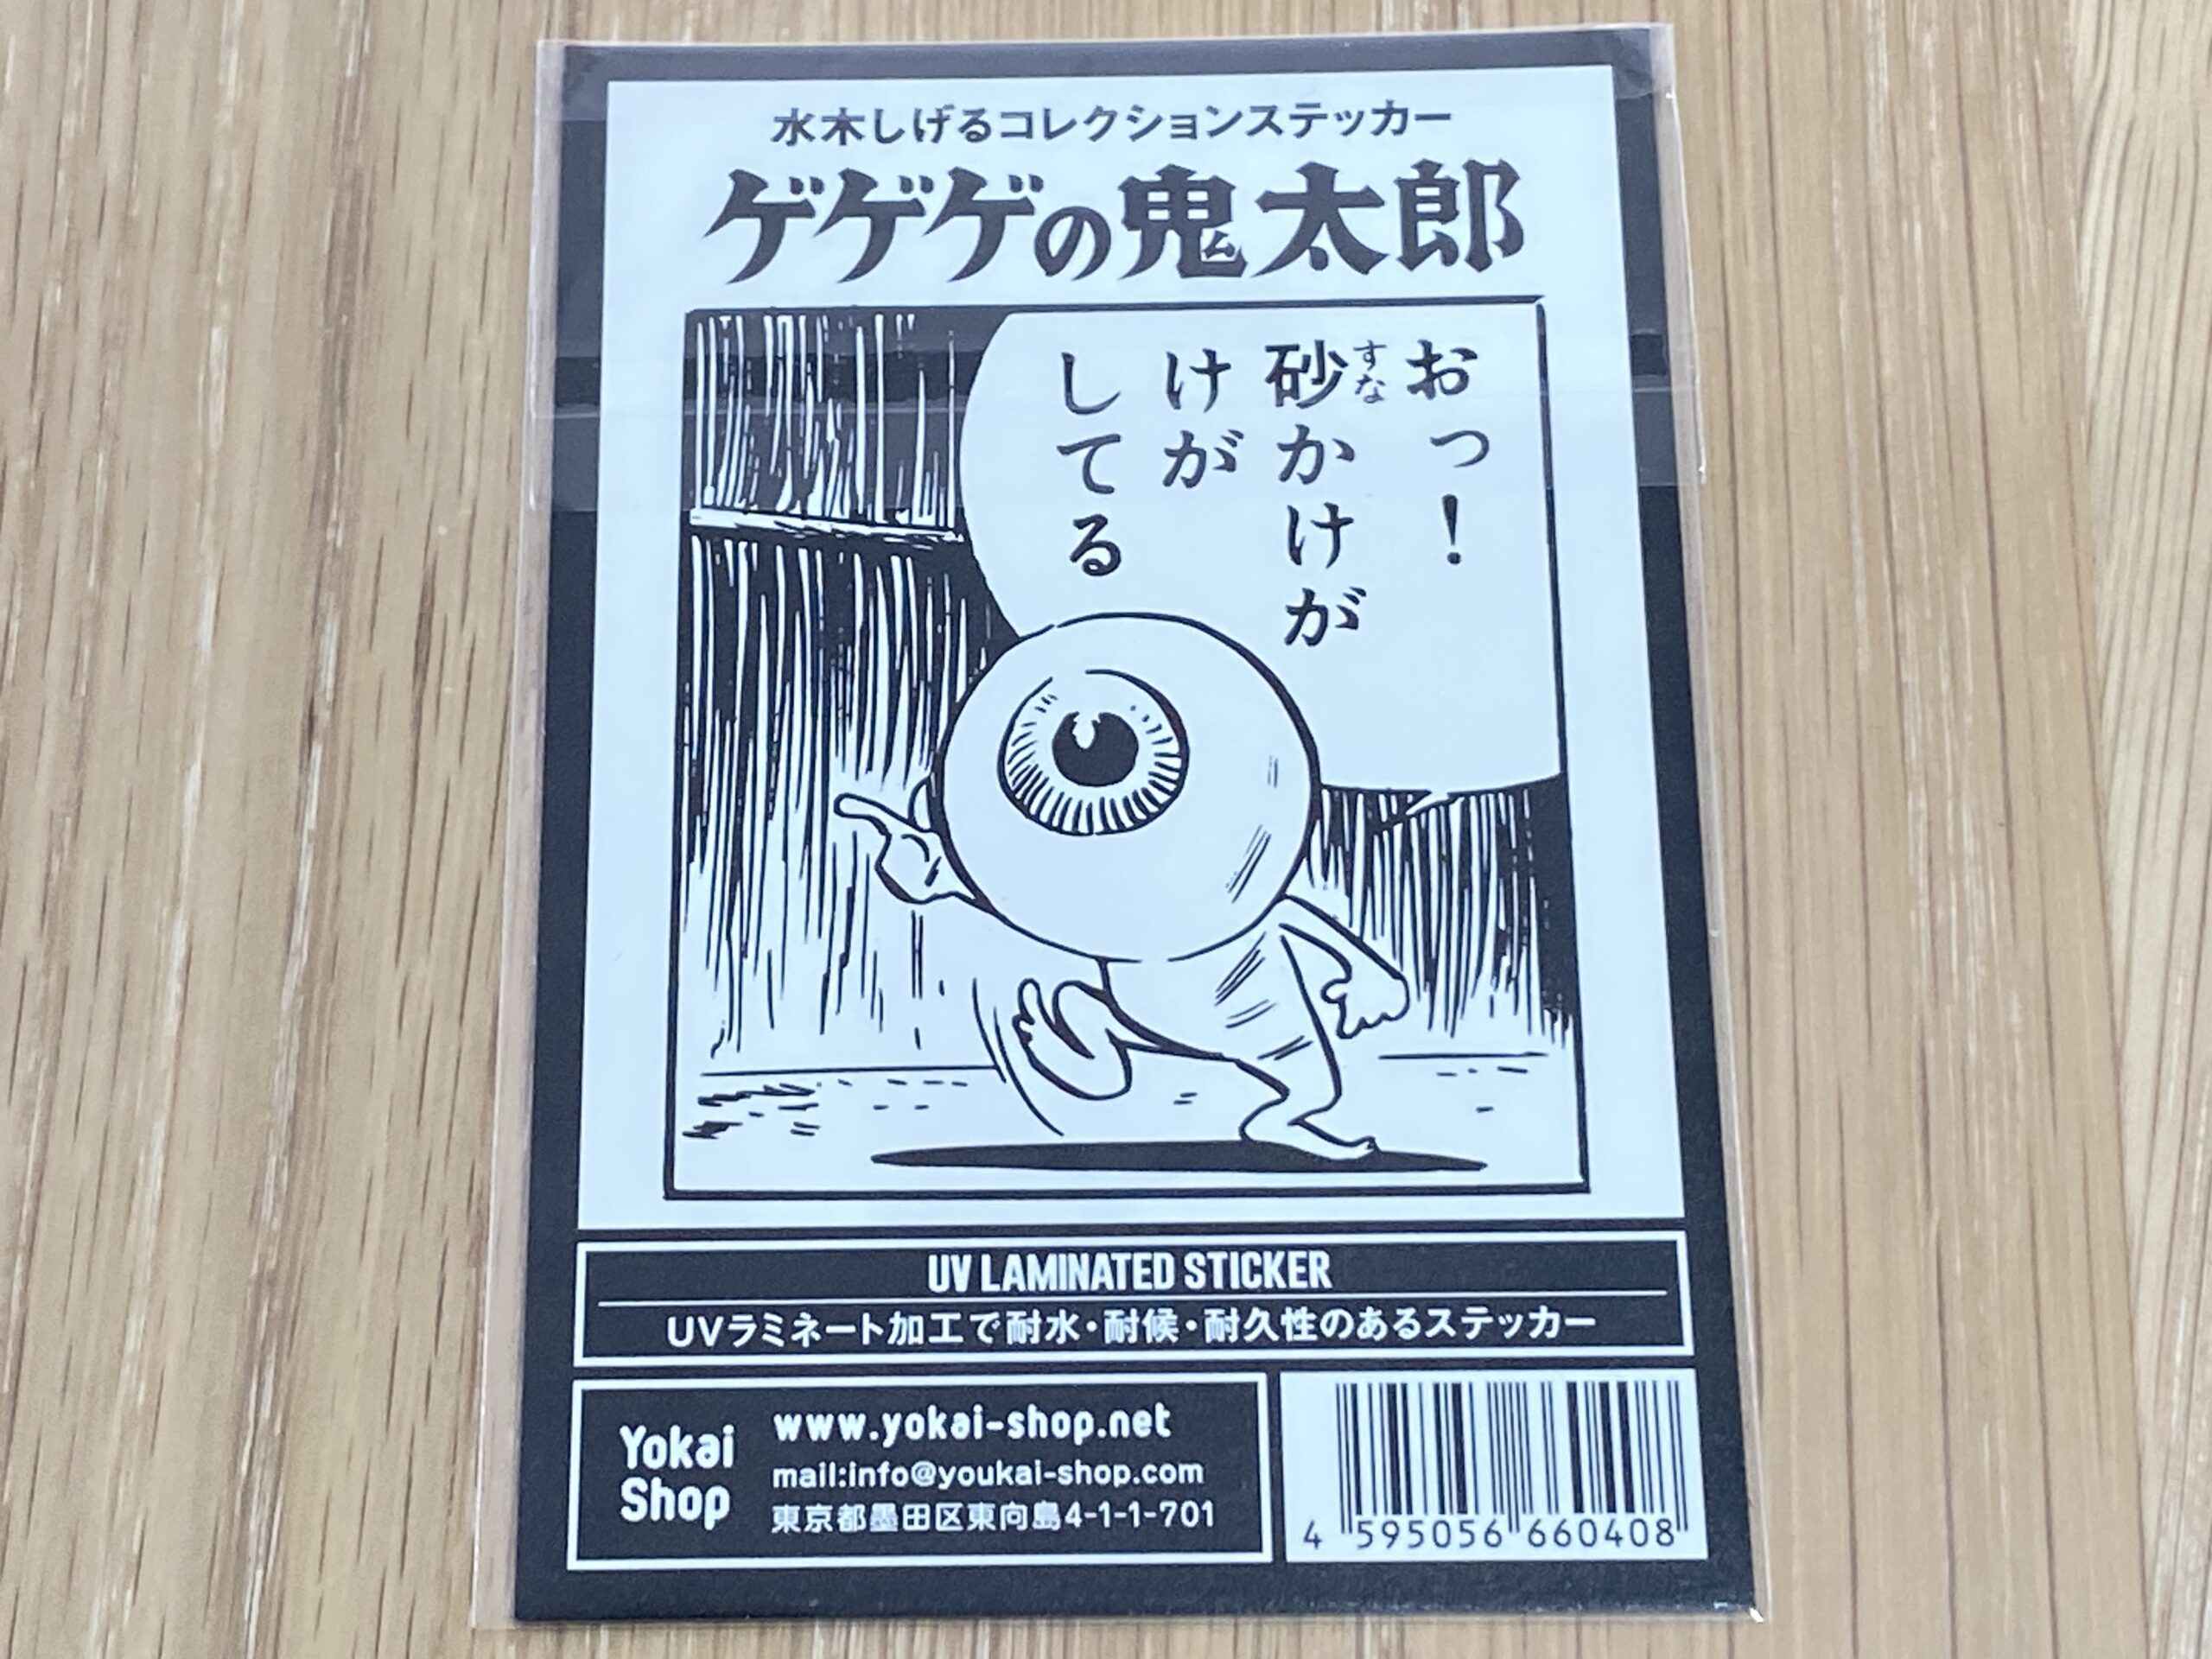 水木しげるコレクションステッカー
ゲゲゲの鬼太郎
おっ!
砂かけが
すな
けが
してる
UV LAMINATED STICKER
UVラミネート加工で耐水・耐候・耐久性のあるステッカー
Yokai
Shop
www.yokai-shop.net
mail:info@youkai-shop.com
東京都墨田区東向島4-1-1-701
4 595056 660408